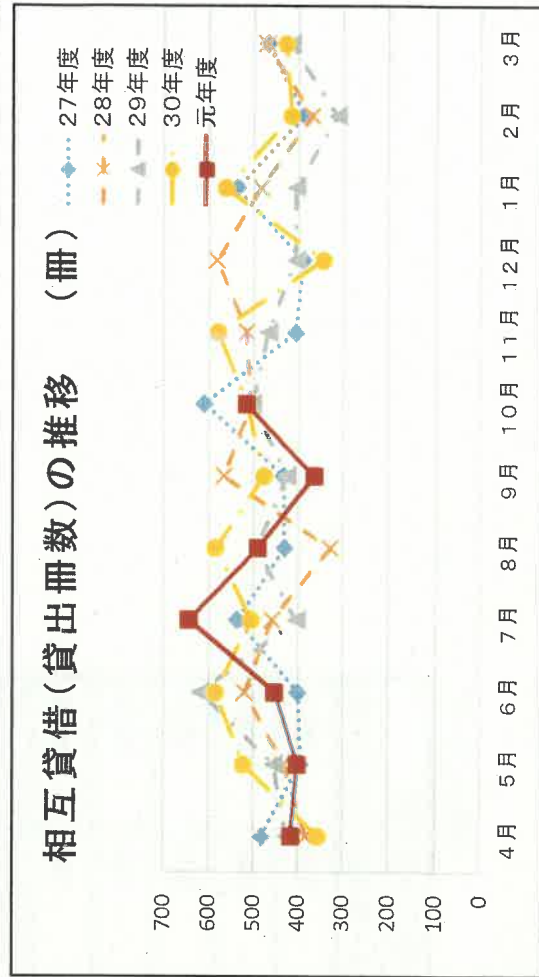 相互貸借(貸出冊数)の推移 (冊)
27年度
28年度
29年度
30年度
元年度
700
600
500
400
300
200
100
0
4月 5月 6月 7月 8月 9月 10月 11月 12月 1月 2月 3月